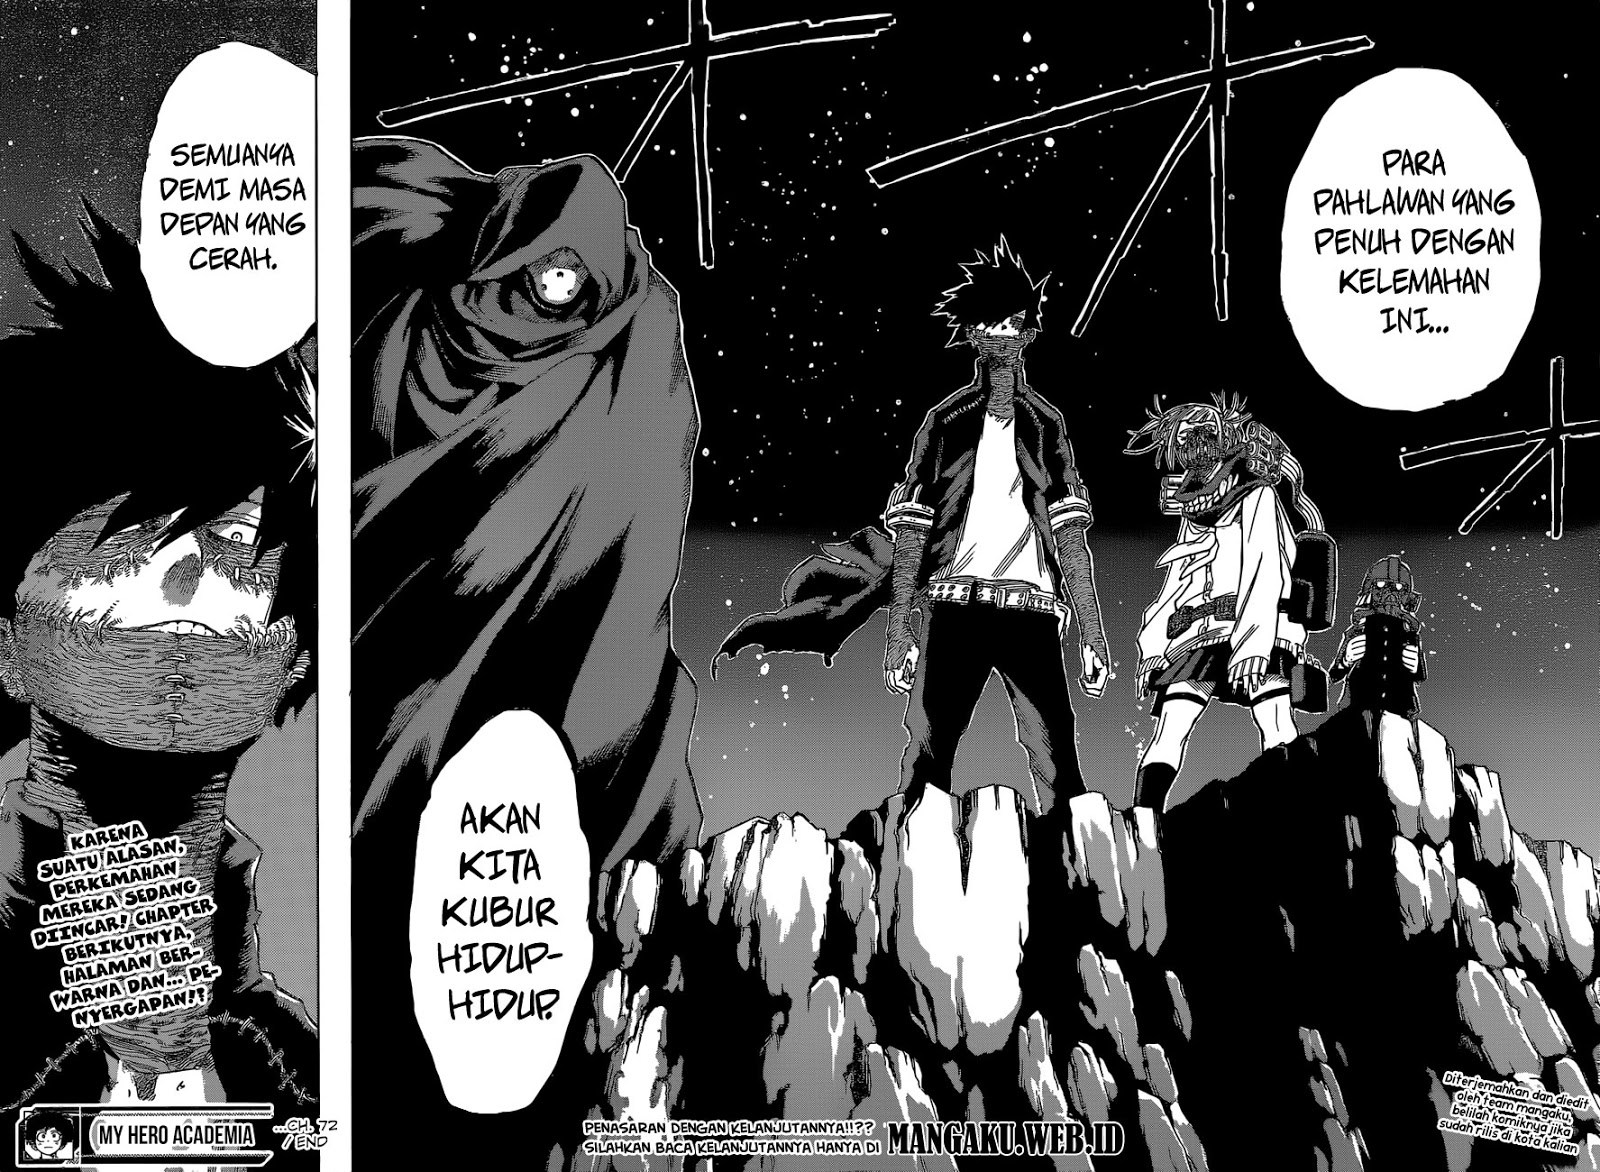 PARA
PAHLAWAN YANG
PENUH DENGAN
KELEMAHAN
INI...
AKAN
KITA
KUBUR
HIDUP-
HIDUP.
SEMUANYA
DEMI MASA
DEPAN YANG
CERAH.
KARENA
SUATU ALASAN,
PERKEMAHAN
MEREKA SEDANG
DIINCAR! CHAPTER
BERIKUTNYA,
HALAMAN BER-
WARNA DAN... PE-
NYERGAPAN!?
MY HERO ACADEMIA
...CH. 72
/END
PENASARAN DENGAN KELANJUTANNYA!!??
SILAHKAN BACA KELANJUTANNYA HANYA DI MANGAKU.WEB.ID
Diterjemahkan dan diedit
oleh team mangaku,
belilah komiknya jika
sudah rilis di kota kalian